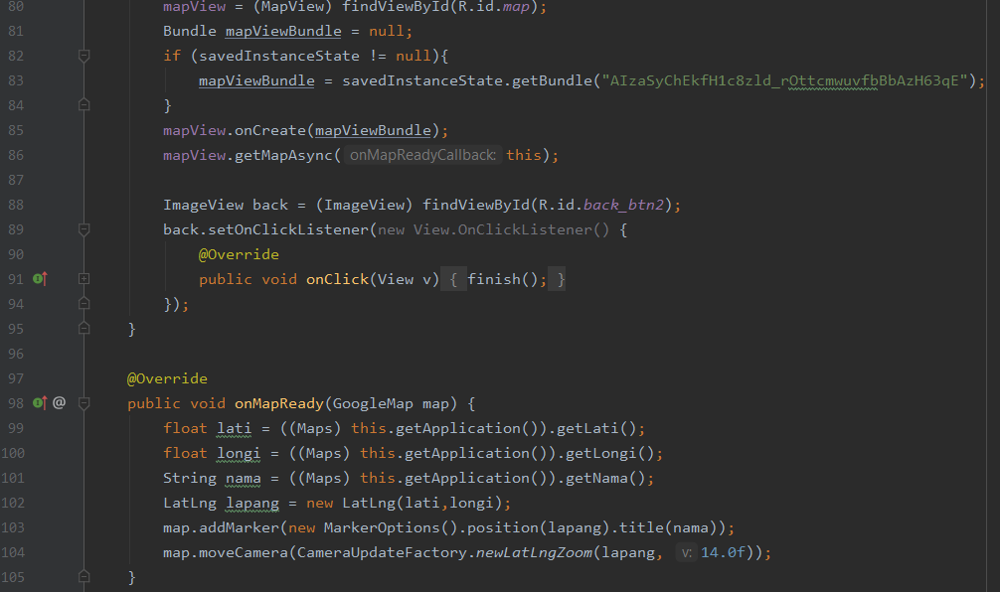 80 mapView = (MapView) findViewById(R.id.map);
81 Bundle mapViewBundle = null;
82 if (savedInstanceState != null){
83 mapViewBundle = savedInstanceState.getBundle("AIzaSyChEkfH1c8zld_rOttcmwuvfbBbAzH63qE");
84 }
85 mapView.onCreate(mapViewBundle);
86 mapView.getMapAsync( onMapReadyCallback: this);
87
88 ImageView back = (ImageView) findViewById(R.id.back_btn2);
89 back.setOnClickListener(new View.OnClickListener() {
90 @Override
91 public void onClick(View v) { finish(); }
94 });
95 }
96
97 @Override
98 @ public void onMapReady(GoogleMap map) {
99 float lati = ((Maps) this.getApplication()).getLati();
100 float longi = ((Maps) this.getApplication()).getLongi();
101 String nama = ((Maps) this.getApplication()).getNama();
102 LatLng lapang = new LatLng(lati,longi);
103 map.addMarker(new MarkerOptions().position(lapang).title(nama));
104 map.moveCamera(CameraUpdateFactory.newLatLngZoom(lapang, v: 14.0f));
105 }